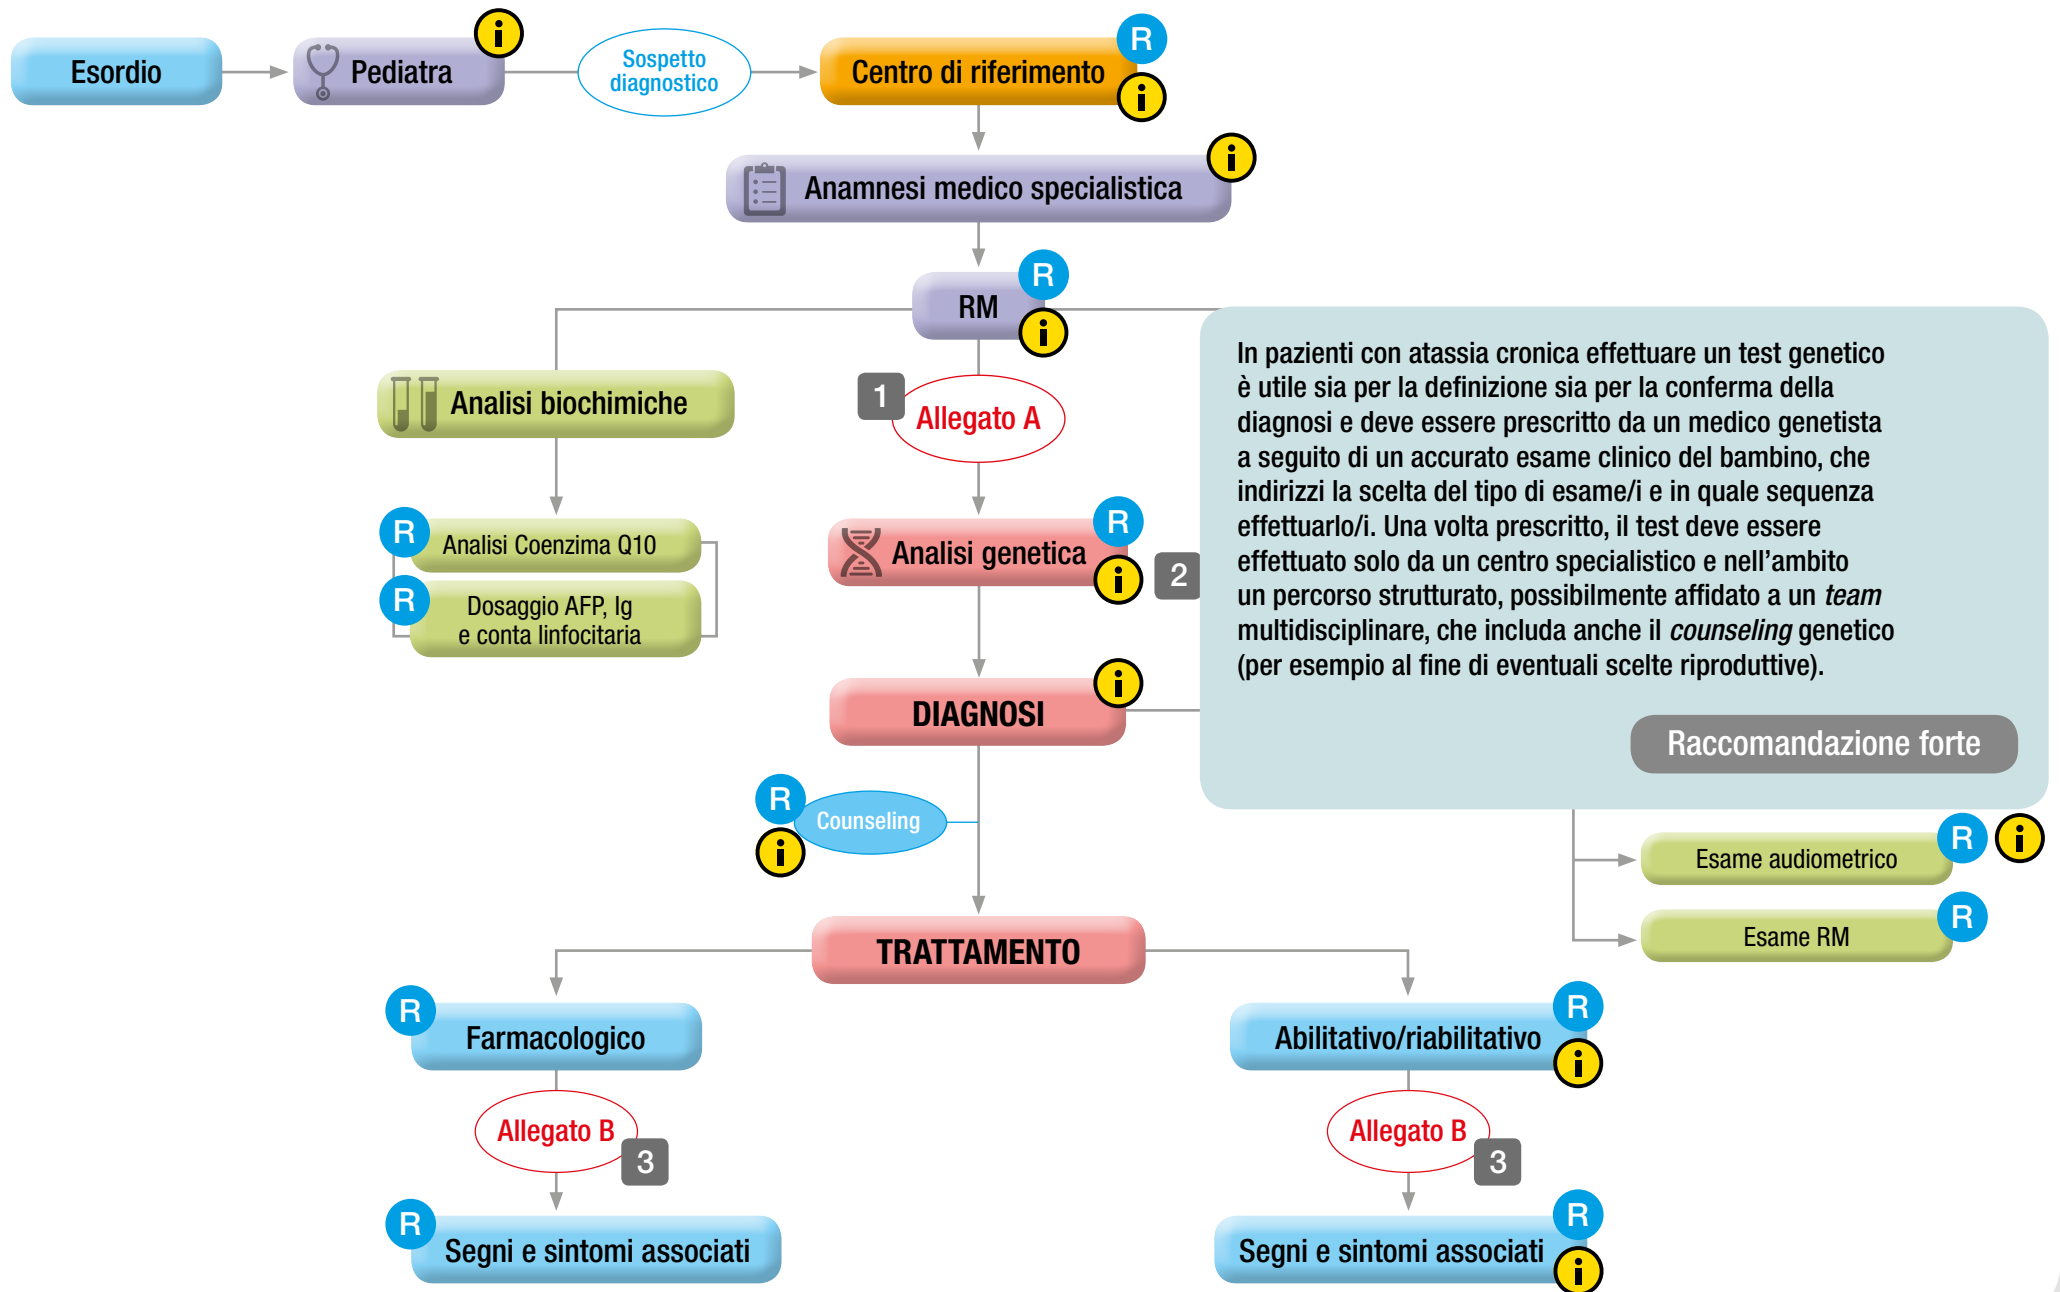 Esordio
Pediatra
i
Sospetto
diagnostico
Centro di riferimento
R
i
Anamnesi medico specialistica
i
RM
R
i
Analisi biochimiche
1
Allegato A
R
Analisi Coenzima Q10
R
Dosaggio AFP, Ig
e conta linfocitaria
Analisi genetica
R
i
2
In pazienti con atassia cronica effettuare un test genetico
è utile sia per la definizione sia per la conferma della
diagnosi e deve essere prescritto da un medico genetista
a seguito di un accurato esame clinico del bambino, che
indirizzi la scelta del tipo di esame/i e in quale sequenza
effettuarlo/i. Una volta prescritto, il test deve essere
effettuato solo da un centro specialistico e nell’ambito
un percorso strutturato, possibilmente affidato a un team
multidisciplinare, che includa anche il counseling genetico
(per esempio al fine di eventuali scelte riproduttive).
Raccomandazione forte
DIAGNOSI
i
R
i
Counseling
Esame audiometrico
R
i
Esame RM
R
TRATTAMENTO
R
Farmacologico
Abilitativo/riabilitativo
R
i
Allegato B
3
Allegato B
3
R
Segni e sintomi associati
Segni e sintomi associati
R
i